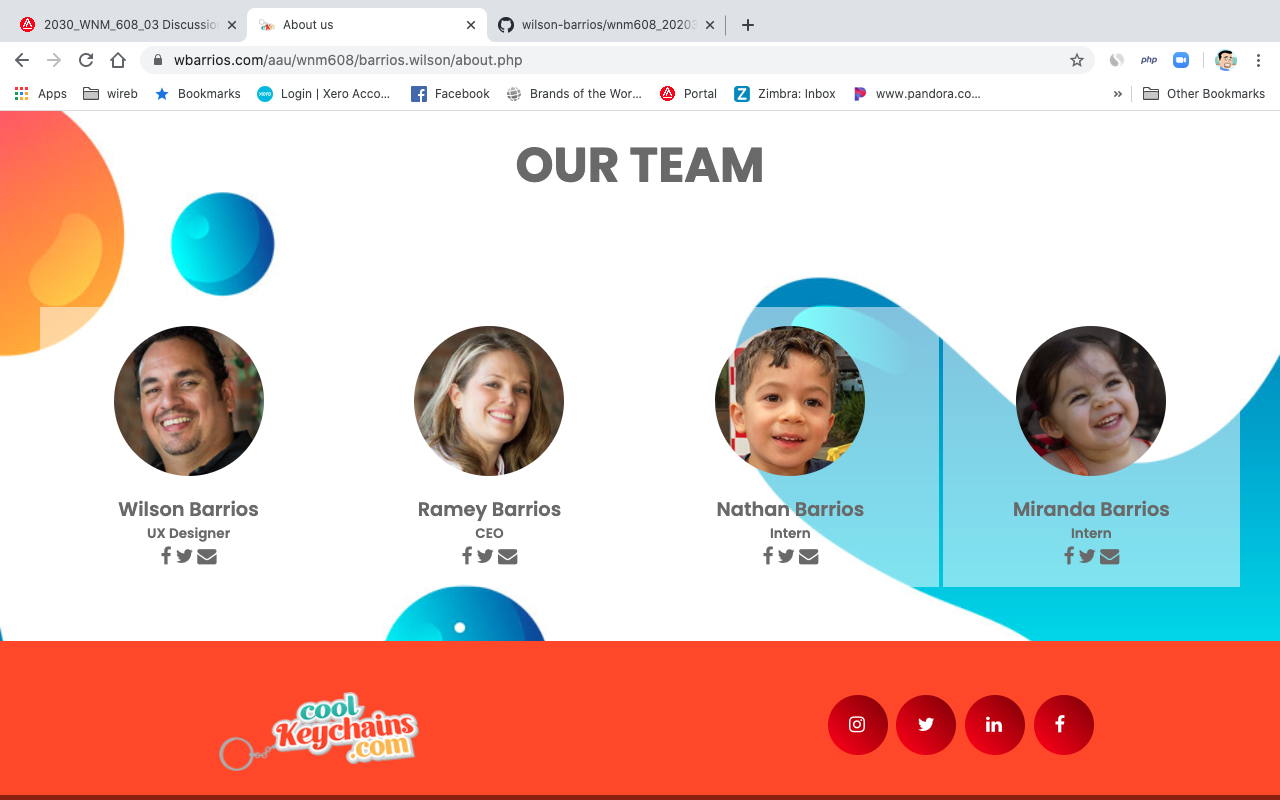 2030_WNM_608_03 Discussio
About us
wilson-barrios/wnm608_20203
wbarrios.com/aau/wnm608/barrios.wilson/about.php
php
Apps
wireb
Bookmarks
xero
Login | Xero Acco...
Facebook
Brands of the Wor...
Portal
Zimbra: Inbox
www.pandora.co...
»
Other Bookmarks
OUR TEAM
Wilson Barrios
UX Designer
Ramey Barrios
CEO
Nathan Barrios
Intern
Miranda Barrios
Intern
cool
Keychains
.com